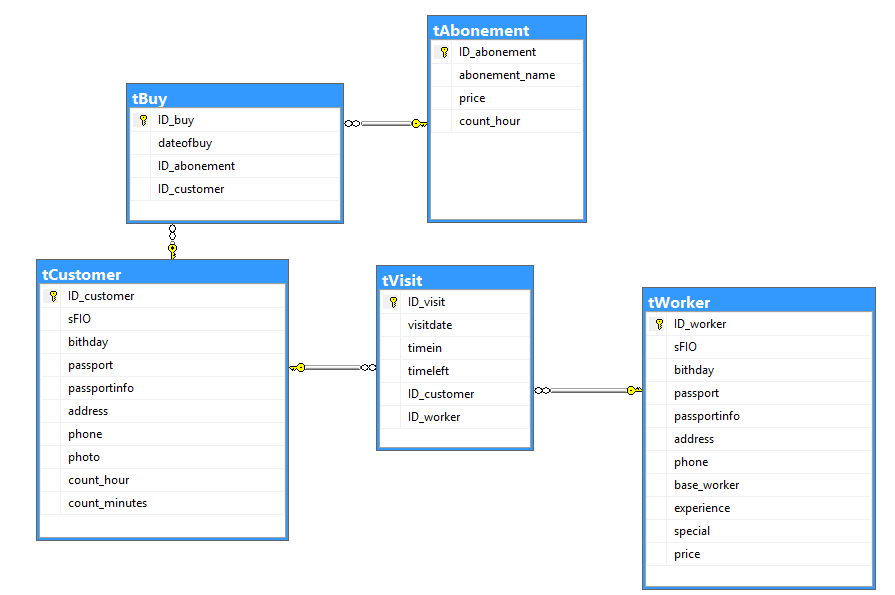 tAbonement
ID_abonement
abonement_name
price
count_hour
tBuy
ID_buy
dateofbuy
ID_abonement
ID_customer
tCustomer
ID_customer
sFIO
bithday
passport
passportinfo
address
phone
photo
count_hour
count_minutes
tVisit
ID_visit
visitdate
timein
timeleft
ID_customer
ID_worker
tWorker
ID_worker
sFIO
bithday
passport
passportinfo
address
phone
base_worker
experience
special
price